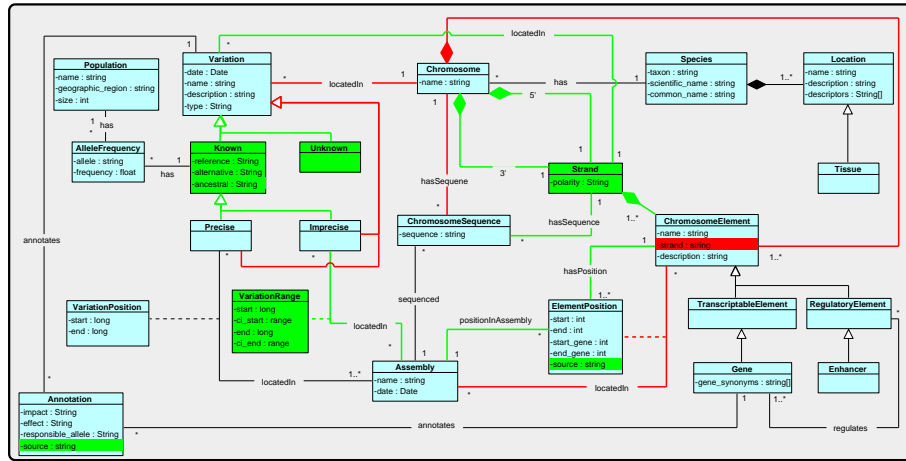 locatedIn
1
*
Population
-name : string
-geographic_region : string
-size : int
Variation
-date : Date
-name : string
-description : string
-type : String
*
locatedIn
1
Chromosome
-name : string
*
has
1
Species
-taxon : string
-scientific_name : string
-common_name : string
1..*
Location
-name : string
-description : string
-descriptors : String[]
1
5'
1
1
1
has
*
AlleleFrequency
-allele : string
-frequency : float
*
has
1
Known
-reference : String
-alternative : String
-ancestral : String
Unknown
hasSequene
3'
1
Strand
-polarity : String
1
Tissue
*
hasSequence
1..*
Precise
Imprecise
ChromosomeSequence
-sequence : string
*
ChromosomeElement
-name : string
-strand : string
-description : string
1
1..*
*
annotates
*
*
hasPosition
*
sequenced
VariationPosition
-start : long
-end : long
VariationRange
-start : long
-ci_start : range
-end : long
-ci_end : range
locatedIn
*
1
1
positionInAssembly
*
1..*
ElementPosition
-start : int
-end : int
-start_gene : int
-end_gene : int
-source : string
TranscriptableElement
RegulatoryElement
*
locatedIn
1..*
Assembly
-name : string
-date : Date
*
locatedIn
Gene
-gene_synonyms : string[]
Enhancer
*
Annotation
-impact : String
-effect : String
-responsible_allele : String
-source : string
*
annotates
1
1..*
regulates